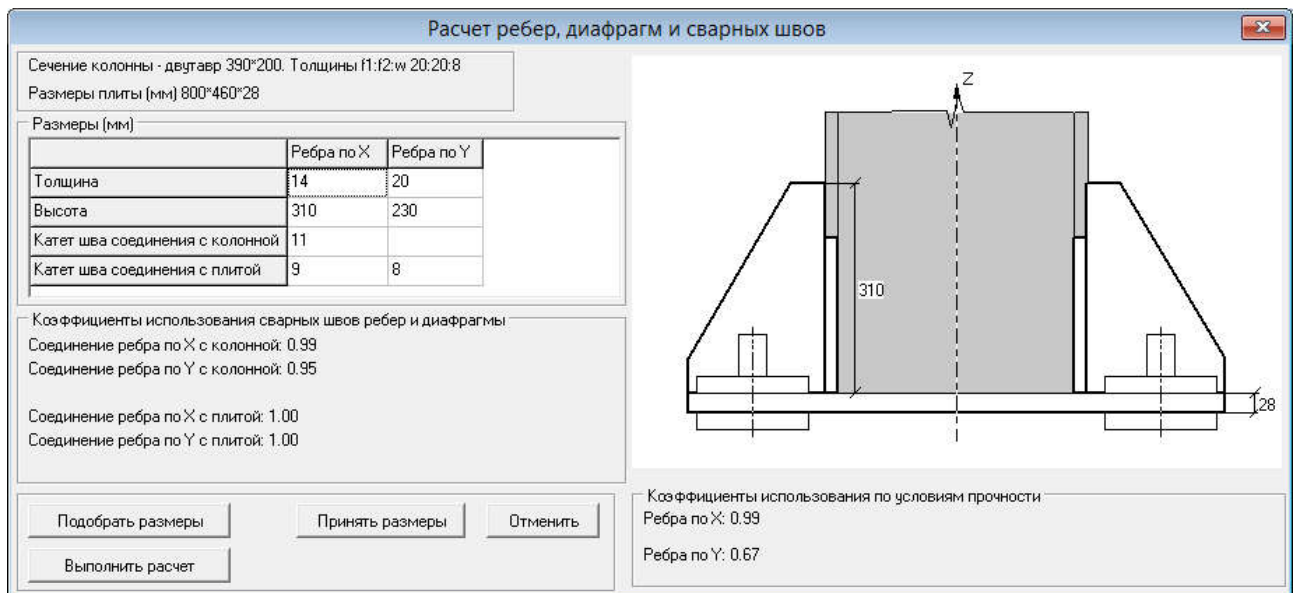 Расчет ребер, диафрагм и сварных швов
Сечение колонны - двутавр 390*200. Толщины f1:f2:w 20:20:8
Размеры плиты (мм) 800*460*28
Размеры (мм)
Ребра по X Ребра по Y
Толщина 14 20
Высота 310 230
Катет шва соединения с колонной 11
Катет шва соединения с плитой 9 8
Коэффициенты использования сварных швов ребер и диафрагмы
Соединение ребра по X с колонной: 0.99
Соединение ребра по Y с колонной: 0.95
Соединение ребра по X с плитой: 1.00
Соединение ребра по Y с плитой: 1.00
Подобрать размеры Принять размеры Отменить
Выполнить расчет
Z
310
28
Коэффициенты использования по условиям прочности
Ребра по X: 0.99
Ребра по Y: 0.67